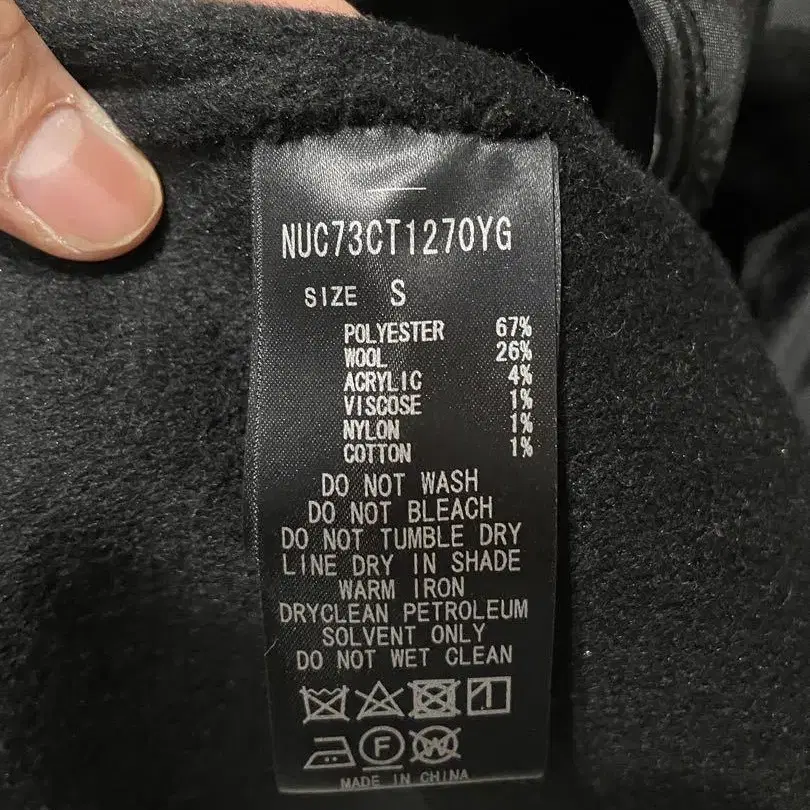 NUC73CT1270YG
SIZE S
POLYESTER 67%
WOOL 26%
ACRYLIC 4%
VISCOSE 1%
NYLON 1%
COTTON 1%
DO NOT WASH
DO NOT BLEACH
DO NOT TUMBLE DRY
LINE DRY IN SHADE
WARM IRON
DRYCLEAN PETROLEUM
SOLVENT ONLY
DO NOT WET CLEAN
F W
MADE IN CHINA